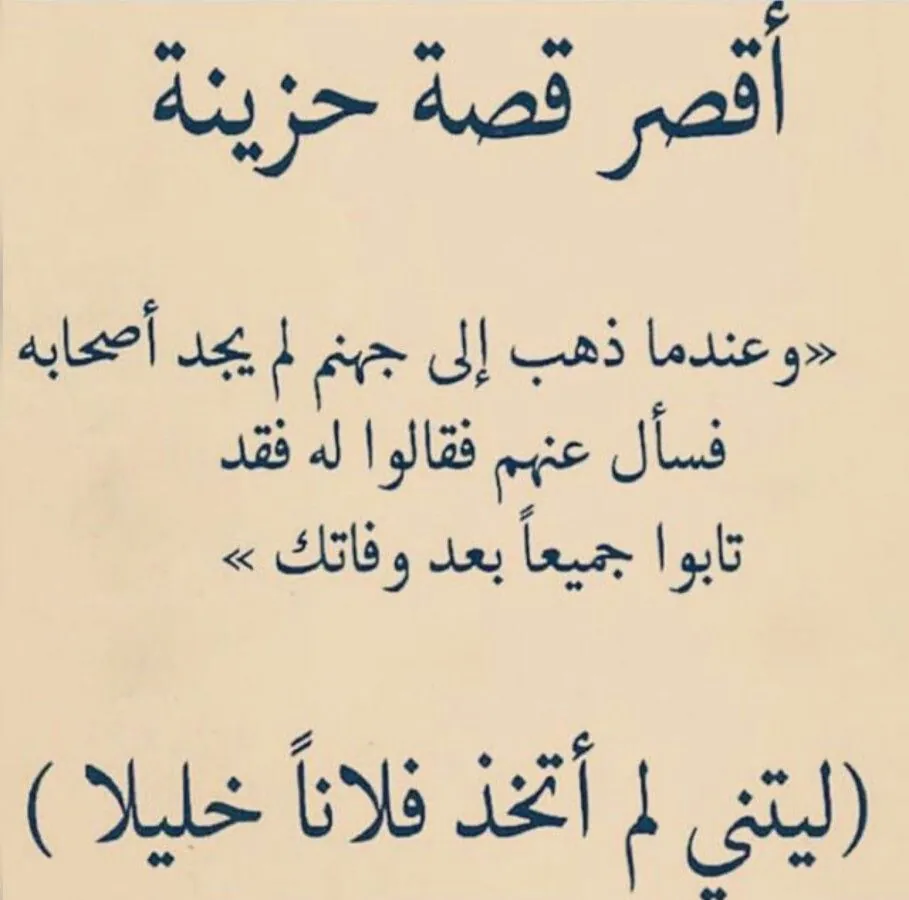 أقصر قصة حزينة
«وعندما ذهب إلى جهنم لم يجد أصحابه
فسأل عنهم فقالوا له فقد
تابوا جميعاً بعد وفاتك »
(ليتني لم أتخذ فلاناً خليلا )